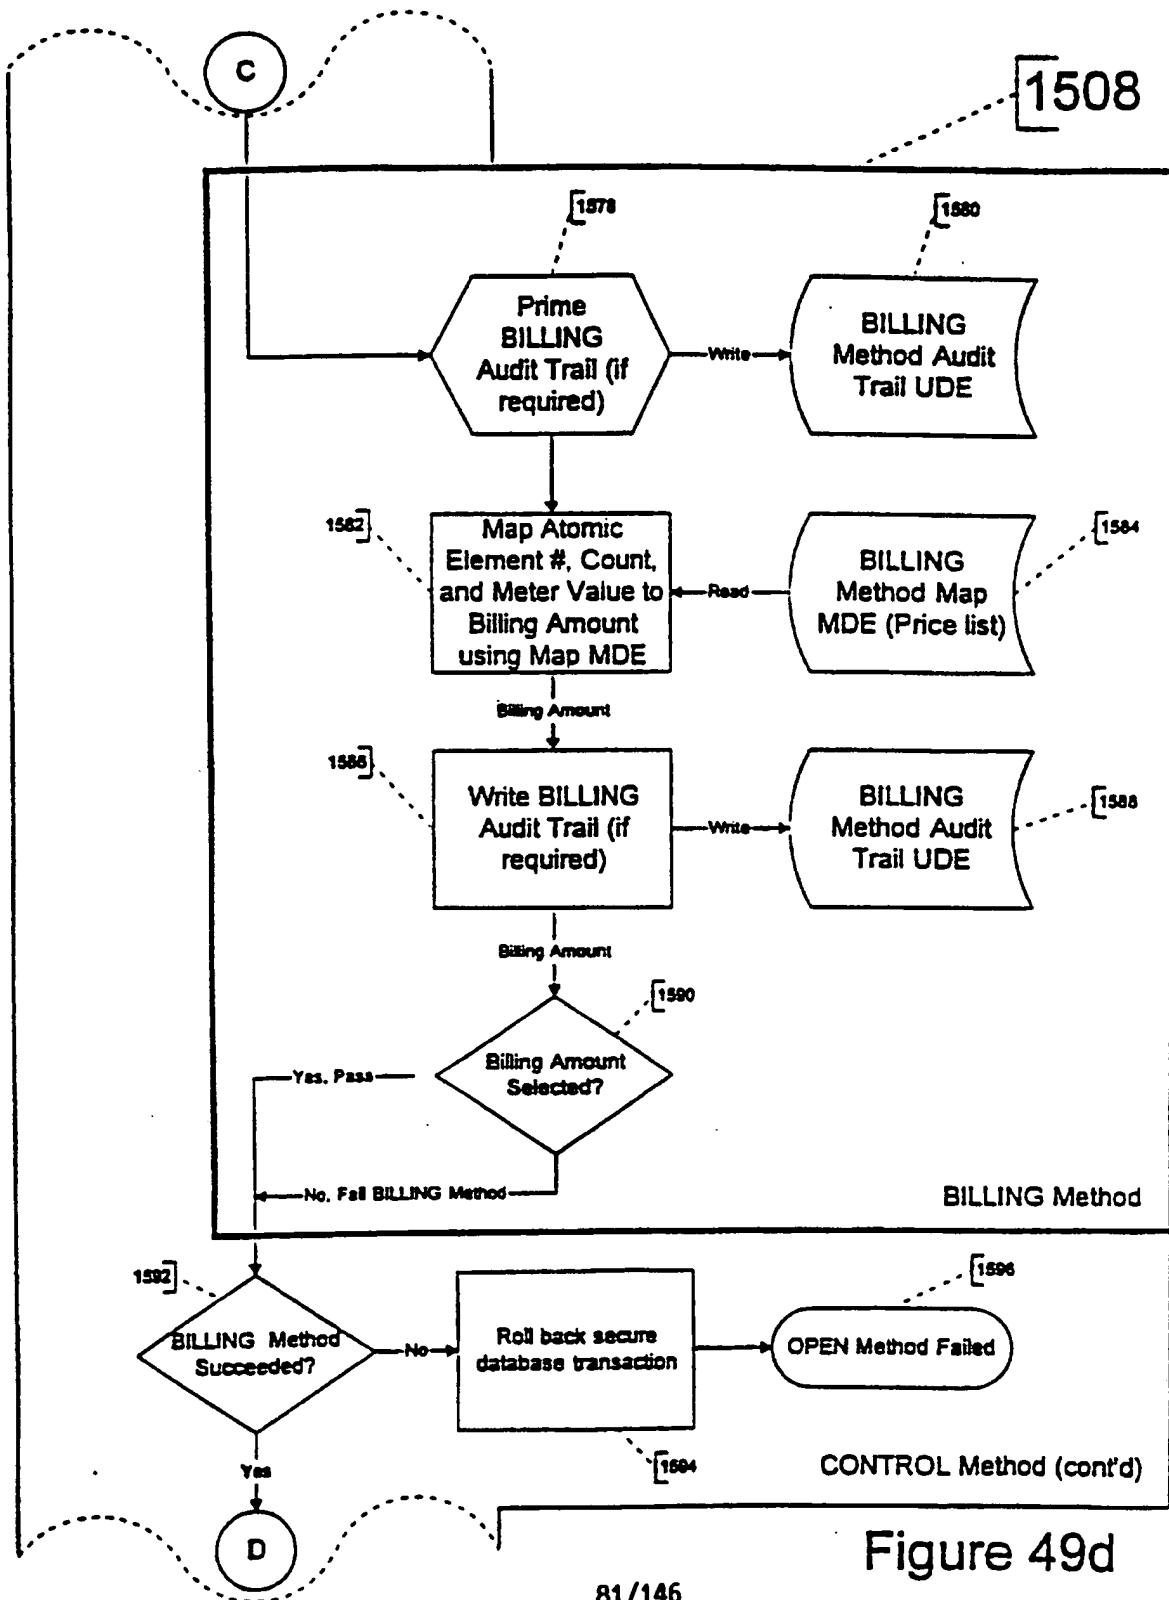 C
1508
1578
1580
Prime
BILLING
Audit Trail (if
required)
Write
BILLING
Method Audit
Trail UDE
1582
1584
Map Atomic
Element #, Count,
and Meter Value to
Billing Amount
using Map MDE
Read
BILLING
Method Map
MDE (Price list)
Billing Amount
1586
1588
Write BILLING
Audit Trail (if
required)
Write
BILLING
Method Audit
Trail UDE
Billing Amount
1590
Billing Amount
Selected?
Yes, Pass
No, Fail BILLING Method
BILLING Method
1592
1596
BILLING Method
Succeeded?
No
Roll back secure
database transaction
OPEN Method Failed
1594
Yes
CONTROL Method (cont'd)
D
Figure 49d
81/146